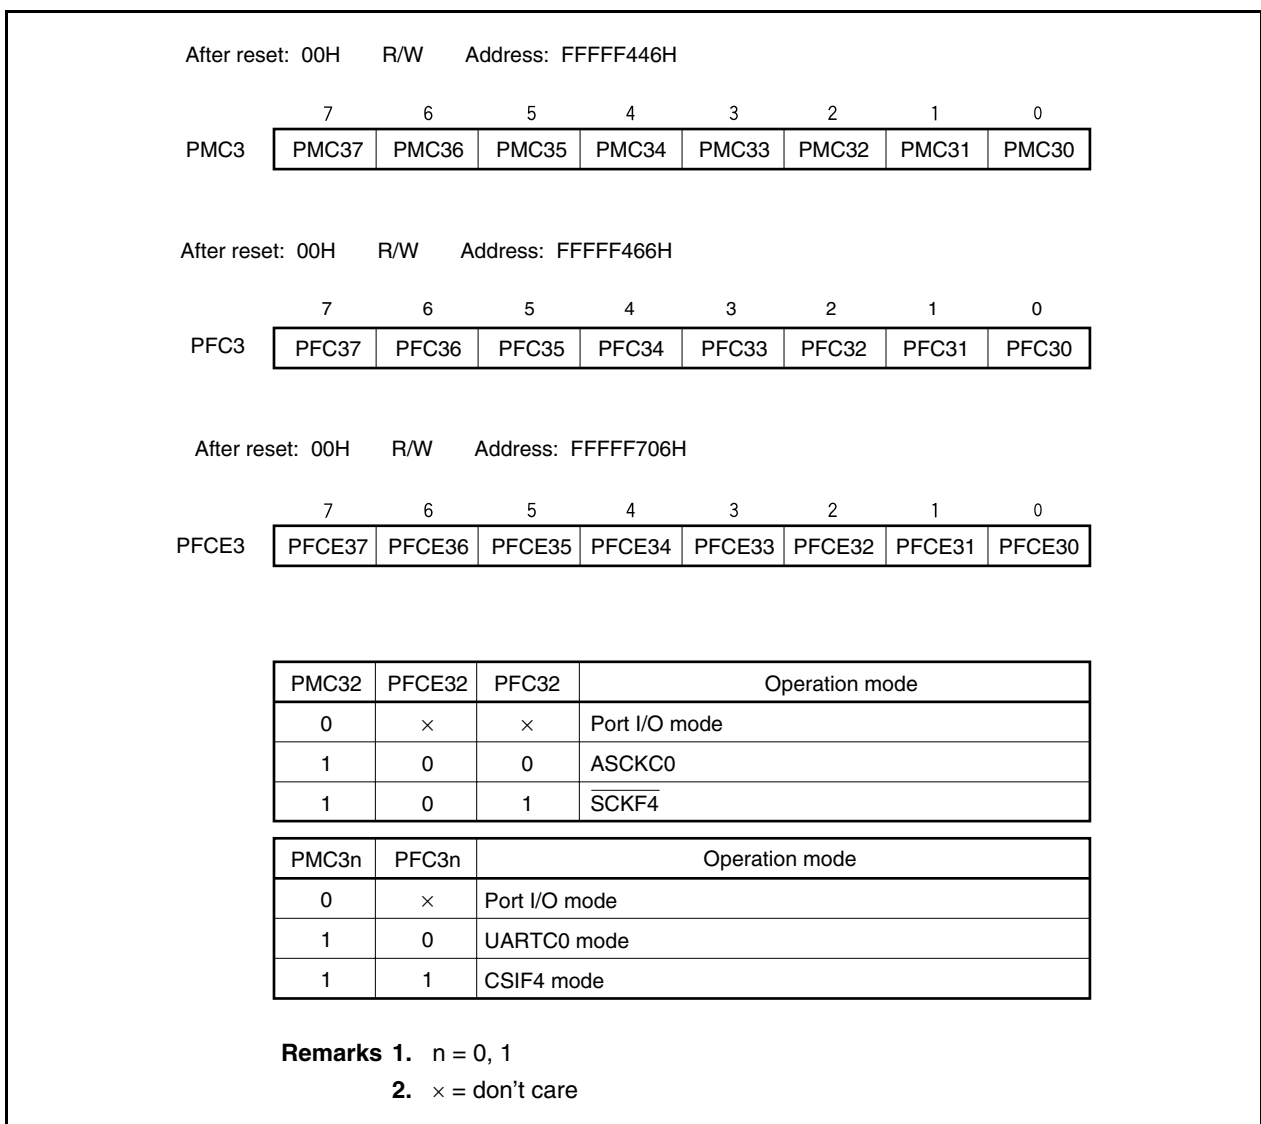 After reset: 00H R/W Address: FFFFF446H
7 6 5 4 3 2 1 0
PMC3 PMC37 PMC36 PMC35 PMC34 PMC33 PMC32 PMC31 PMC30
After reset: 00H R/W Address: FFFFF466H
7 6 5 4 3 2 1 0
PFC3 PFC37 PFC36 PFC35 PFC34 PFC33 PFC32 PFC31 PFC30
After reset: 00H R/W Address: FFFFF706H
7 6 5 4 3 2 1 0
PFCE3 PFCE37 PFCE36 PFCE35 PFCE34 PFCE33 PFCE32 PFCE31 PFCE30
PMC32 PFCE32 PFC32 Operation mode
0 × × Port I/O mode
1 0 0 ASCKC0
1 0 1 S̅C̅K̅F̅4̅
PMC3n PFC3n Operation mode
0 × Port I/O mode
1 0 UARTC0 mode
1 1 CSIF4 mode
Remarks 1. n = 0, 1
2. × = don't care